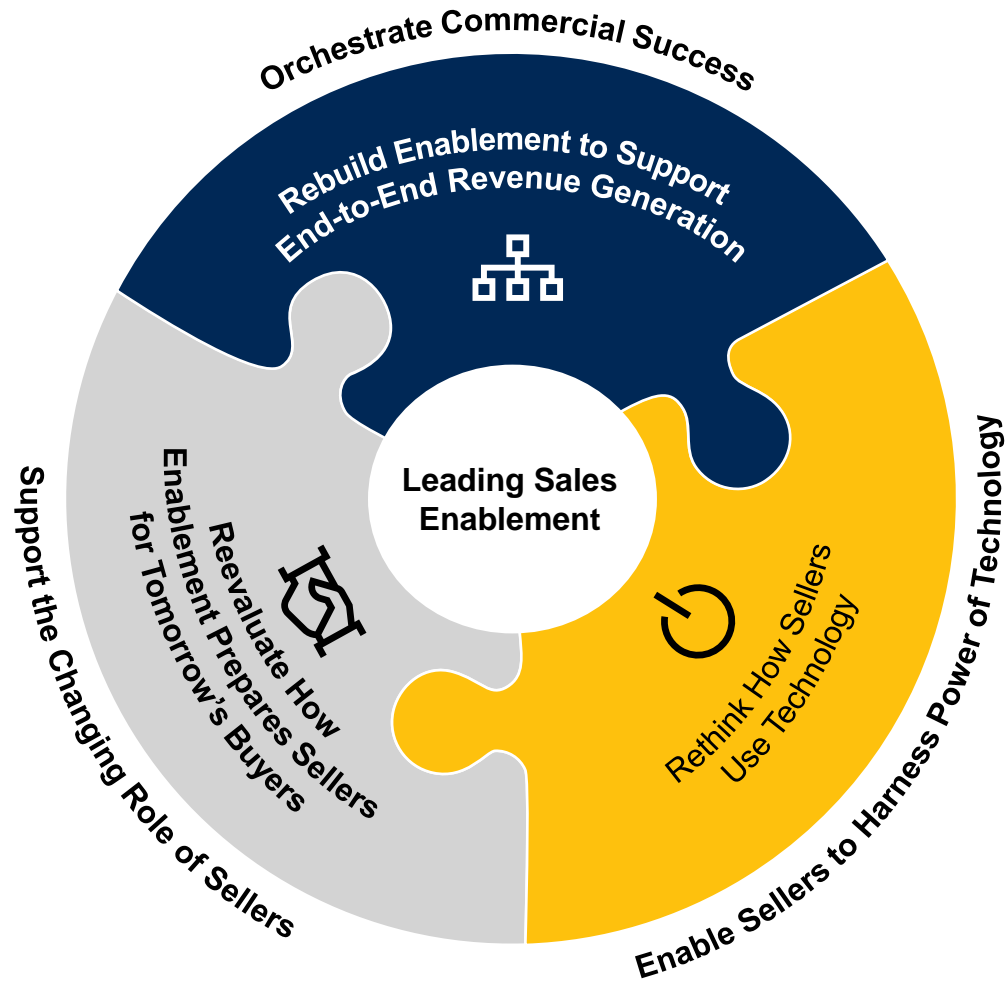 Orchestrate Commercial Success
Rebuild Enablement to Support
End-to-End Revenue Generation
Leading Sales
Enablement
Rethink How Sellers
Use Technology
Enable Sellers to Harness Power of Technology
Reevaluate How
Enablement Prepares Sellers
for Tomorrow’s Buyers
Support the Changing Role of Sellers